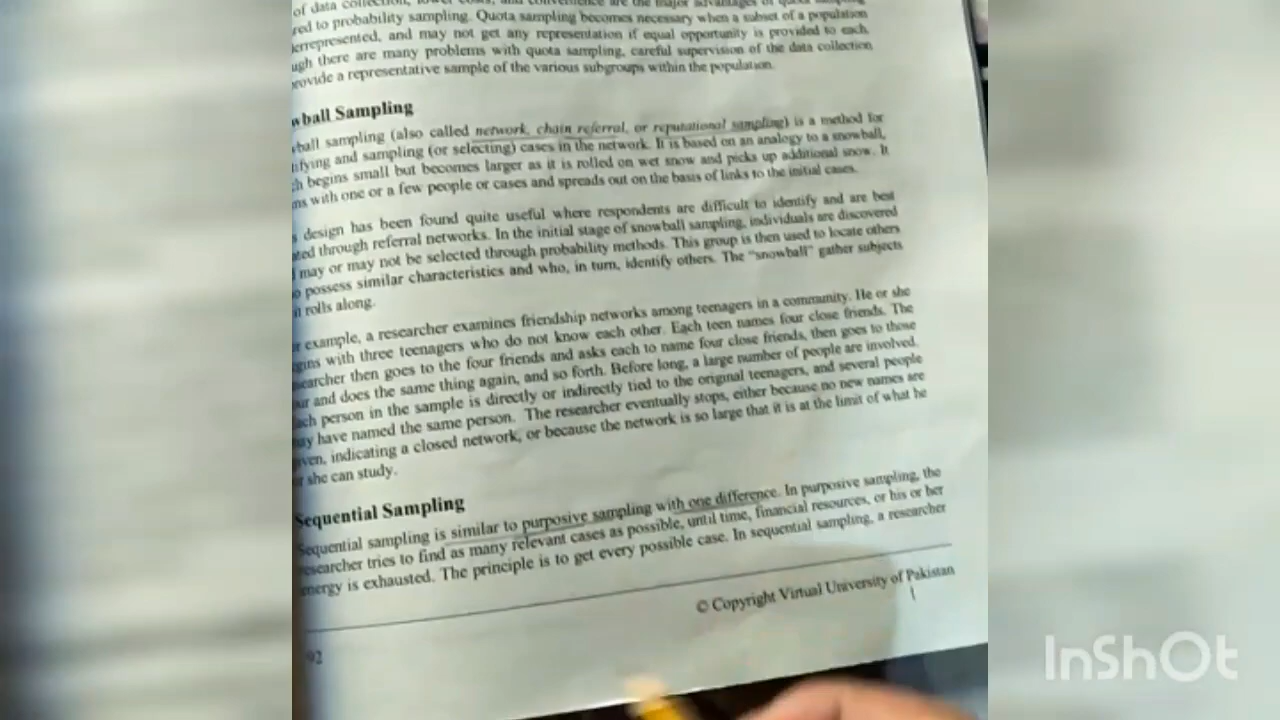 of data collection, lower costs, and convenience are the major advantages of quota sampling
red to probability sampling. Quota sampling becomes necessary when a subset of a population
derrepresented, and may not get any representation if equal opportunity is provided to each
ugh there are many problems with quota sampling, careful supervision of the data collection
rovide a representative sample of the various subgroups within the population.
wball Sampling
wball sampling (also called network, chain referral, or reputational sampling) is a method for
ifying and sampling (or selecting) cases in the network. It is based on an analogy to a snowball,
ch begins small but becomes larger as it is rolled on wet snow and picks up additional snow. It
ns with one or a few people or cases and spreads out on the basis of links to the initial cases.
s design has been found quite useful where respondents are difficult to identify and are best
ated through referral networks. In the initial stage of snowball sampling, individuals are discovered
d may or may not be selected through probability methods. This group is then used to locate others
o possess similar characteristics and who, in turn, identify others. The "snowball" gather subjects
it rolls along.
r example, a researcher examines friendship networks among teenagers in a community. He or she
gins with three teenagers who do not know each other. Each teen names four close friends. The
searcher then goes to the four friends and asks each to name four close friends, then goes to those
ur and does the same thing again, and so forth. Before long, a large number of people are involved.
ach person in the sample is directly or indirectly tied to the original teenagers, and several people
ay have named the same person. The researcher eventually stops, either because no new names are
iven, indicating a closed network, or because the network is so large that it is at the limit of what he
r she can study.
Sequential Sampling
Sequential sampling is similar to purposive sampling with one difference. In purposive sampling, the
researcher tries to find as many relevant cases as possible, until time, financial resources, or his or her
energy is exhausted. The principle is to get every possible case. In sequential sampling, a researcher
© Copyright Virtual University of Pakistan
92
InShOt